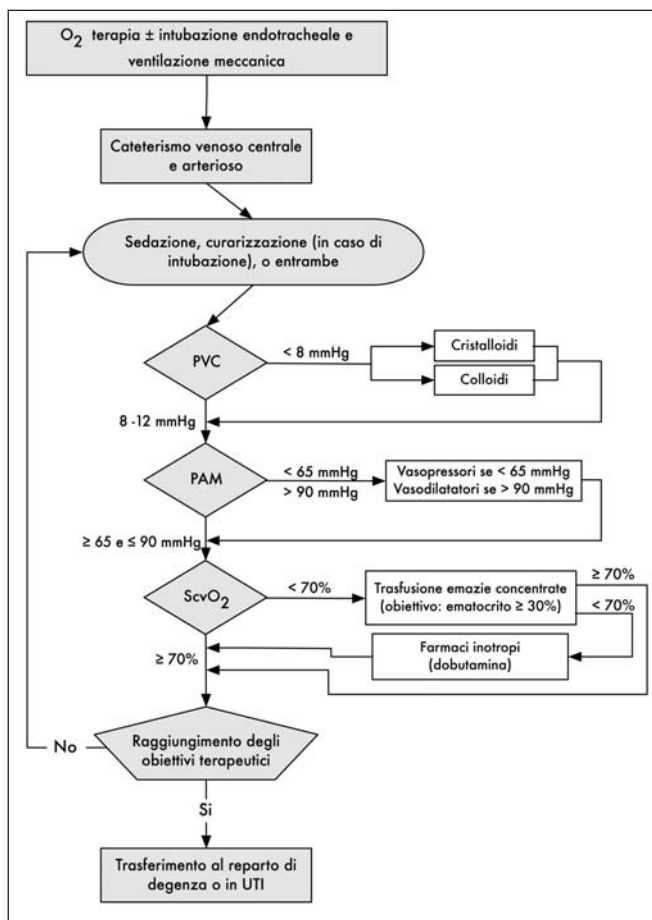 O2 terapia ± intubazione endotracheale e
ventilazione meccanica
Cateterismo venoso centrale
e arterioso
Sedazione, curarizzazione (in caso di
intubazione), o entrambe
PVC
< 8 mmHg
Cristalloidi
Colloidi
8 -12 mmHg
PAM
< 65 mmHg
> 90 mmHg
Vasopressori se < 65 mmHg
Vasodilatatori se > 90 mmHg
≥ 65 e ≤ 90 mmHg
ScvO2
< 70%
Trasfusione emazie concentrate
(obiettivo: ematocrito ≥ 30%)
≥ 70%
< 70%
Farmaci inotropi
(dobutamina)
≥ 70%
Raggiungimento degli
obiettivi terapeutici
No
Si
Trasferimento al reparto di
degenza o in UTI